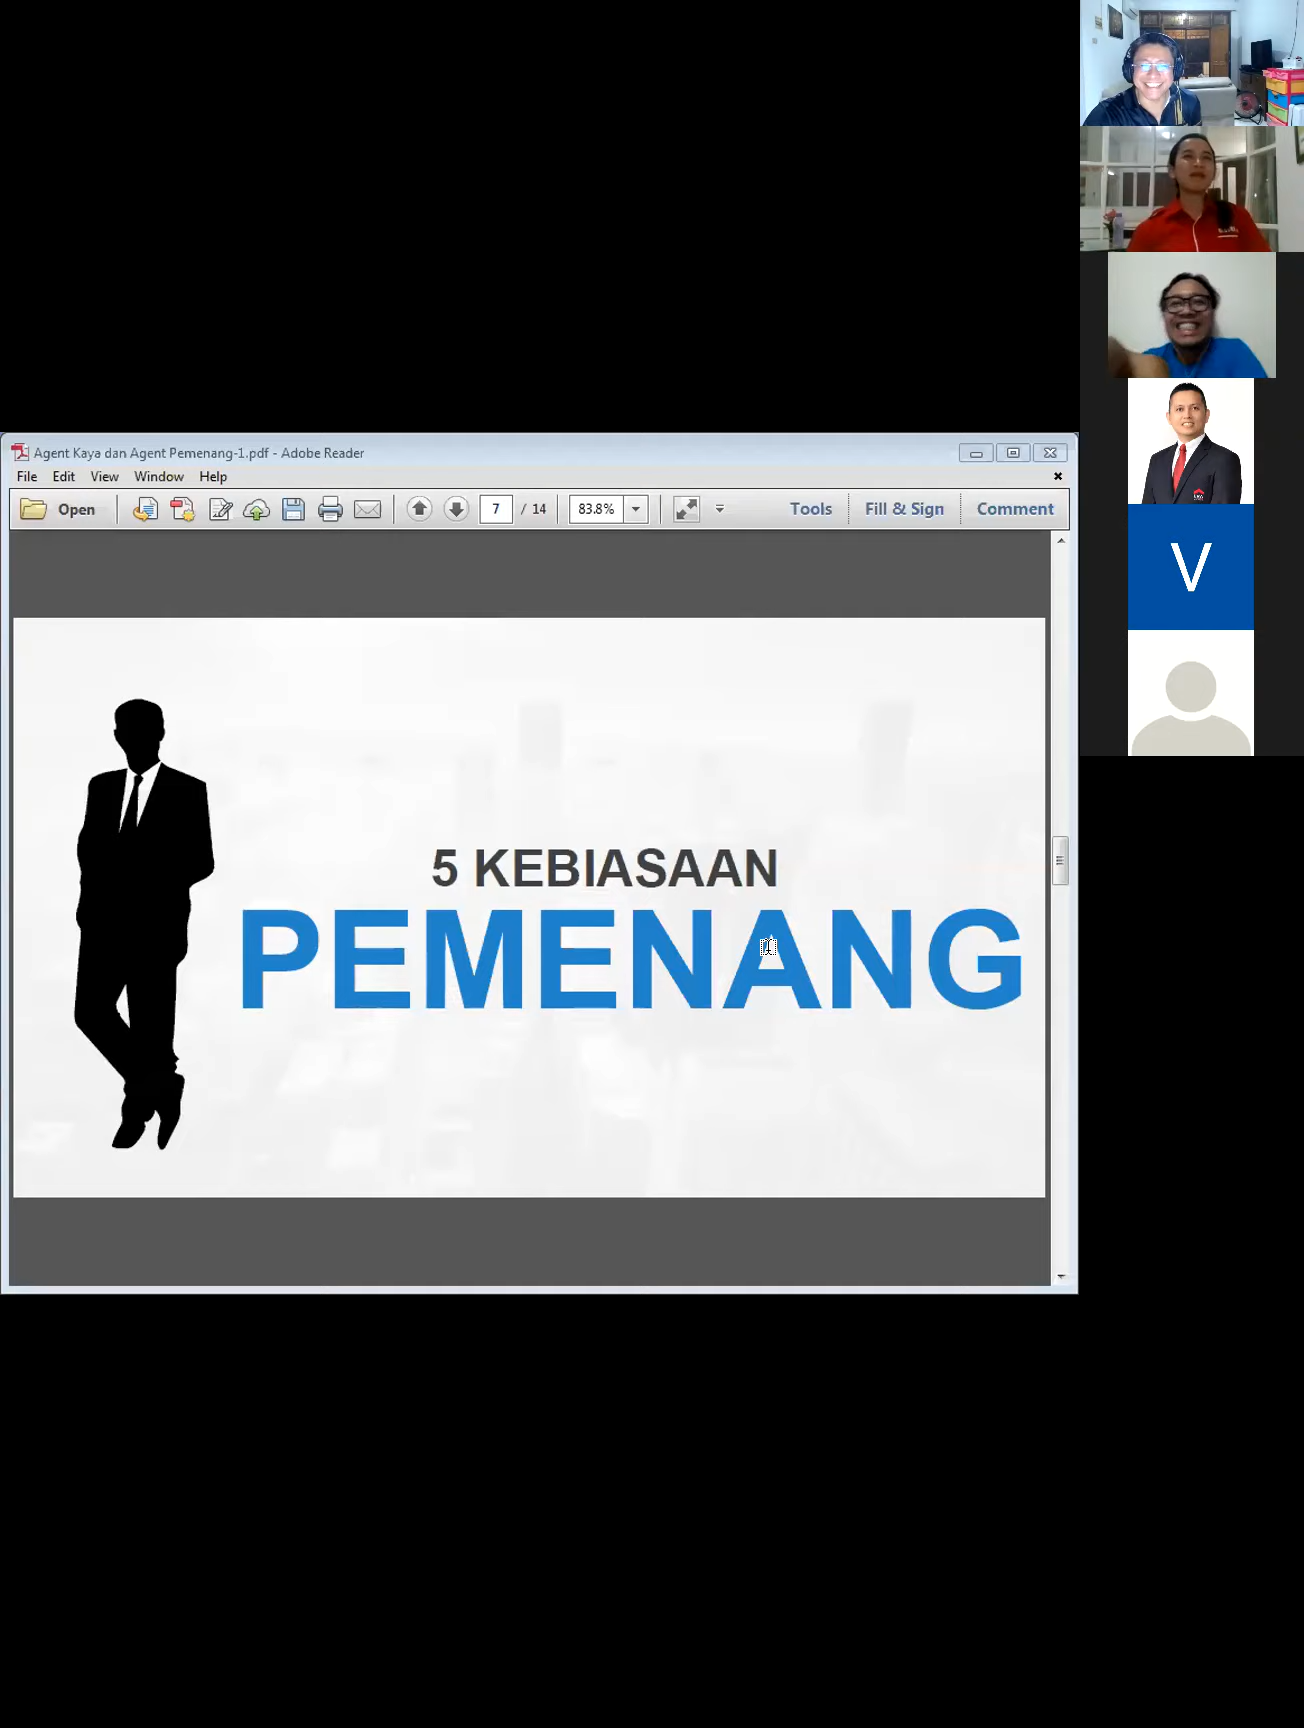 Agent Kaya dan Agent Pemenang-1.pdf - Adobe Reader
File Edit View Window Help
Open 7 / 14 83.8% Tools Fill & Sign Comment
5 KEBIASAAN
PEMENANG
V